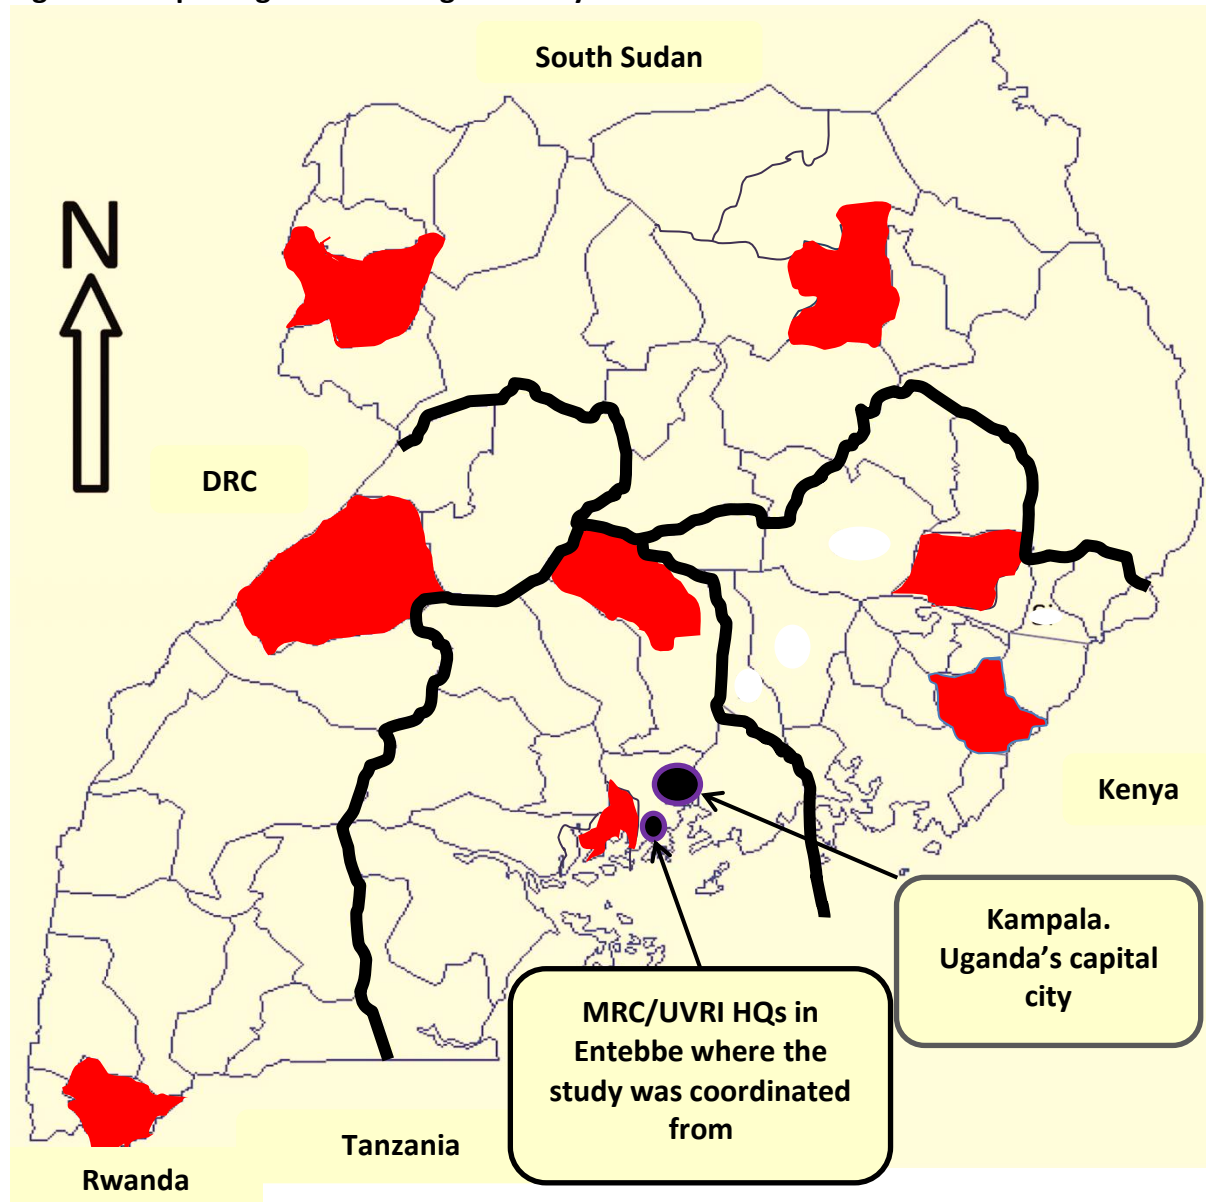 South Sudan
N
DRC
Kenya
Kampala.
Uganda’s capital
city
MRC/UVRI HQs in
Entebbe where the
study was coordinated
from
Tanzania
Rwanda